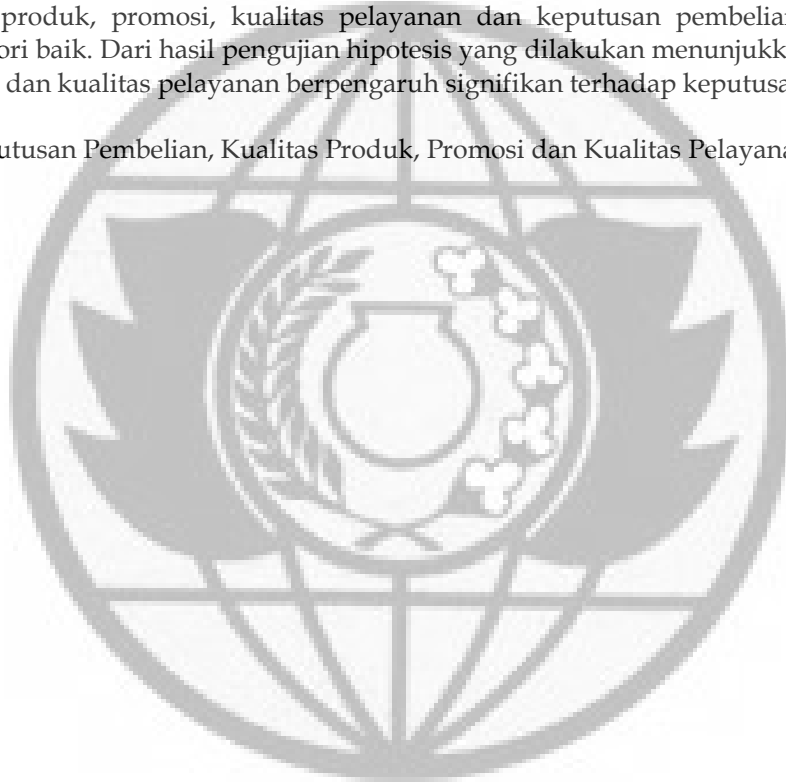 produk, promosi, kualitas pelayanan dan keputusan pembelian
ori baik. Dari hasil pengujian hipotesis yang dilakukan menunjukk
dan kualitas pelayanan berpengaruh signifikan terhadap keputusa
utusan Pembelian, Kualitas Produk, Promosi dan Kualitas Pelayana